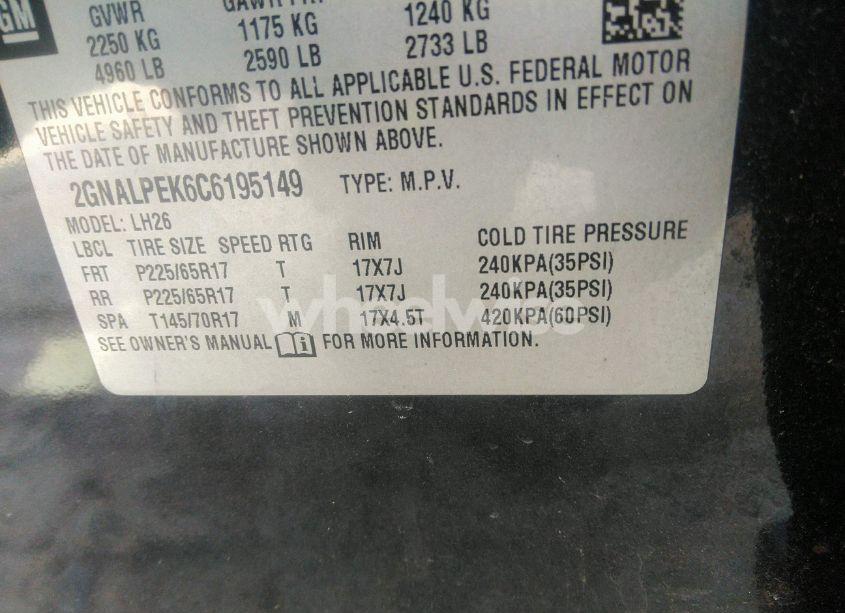 GM
GVWR GAWR FRT
2250 KG 1175 KG 1240 KG
4960 LB 2590 LB 2733 LB
THIS VEHICLE CONFORMS TO ALL APPLICABLE U.S. FEDERAL MOTOR
VEHICLE SAFETY AND THEFT PREVENTION STANDARDS IN EFFECT ON
THE DATE OF MANUFACTURE SHOWN ABOVE.
2GNALPEK6C6195149 TYPE: M.P.V.
MODEL: LH26
LBCL TIRE SIZE SPEED RTG RIM COLD TIRE PRESSURE
FRT P225/65R17 T 17X7J 240KPA(35PSI)
RR P225/65R17 T 17X7J 240KPA(35PSI)
SPA T145/70R17 M 17X4.5T 420KPA(60PSI)
SEE OWNER'S MANUAL FOR MORE INFORMATION.